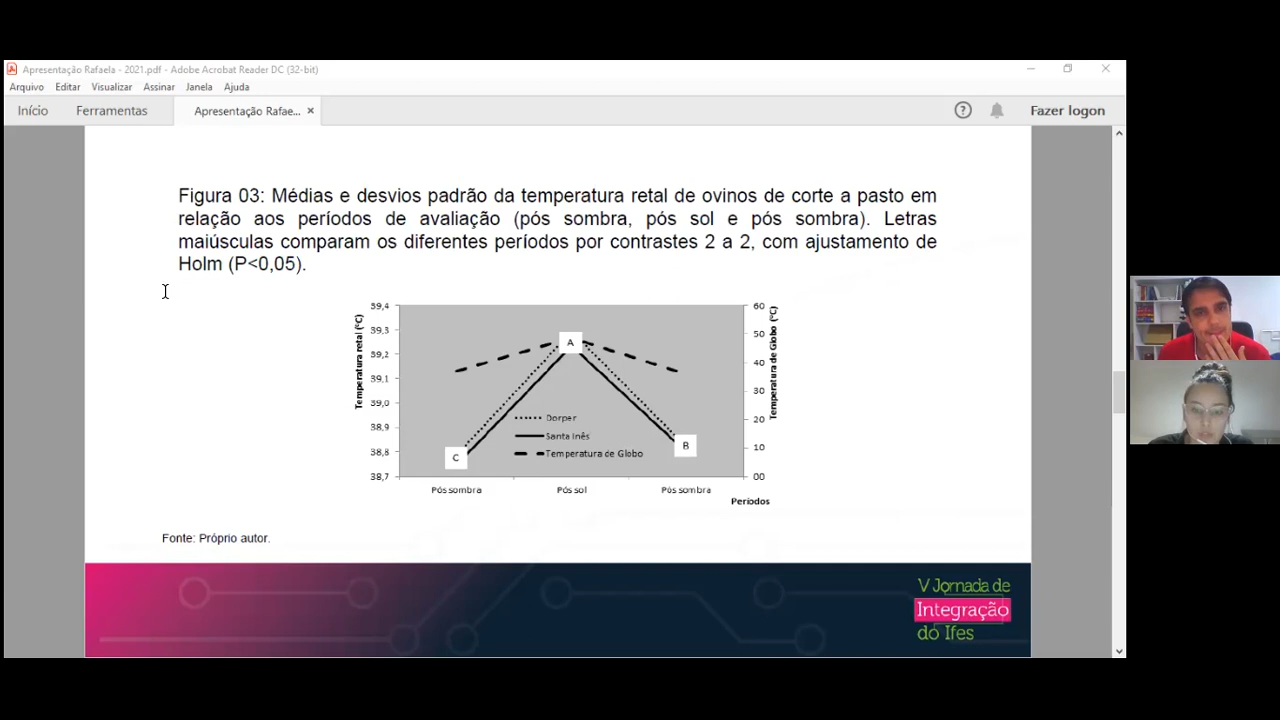 Apresentação Rafaela - 2021.pdf - Adobe Acrobat Reader DC (32-bit)
Arquivo Editar Visualizar Assinar Janela Ajuda
Início Ferramentas Apresentação Rafae... × ? Fazer logon
Figura 03: Médias e desvios padrão da temperatura retal de ovinos de corte a pasto em
relação aos períodos de avaliação (pós sombra, pós sol e pós sombra). Letras
maiúsculas comparam os diferentes períodos por contrastes 2 a 2, com ajustamento de
Holm (P<0,05).
Temperatura retal (°C)
39,4
39,3
39,2
39,1
39,0
38,9
38,8
38,7
A
C
B
Dorper
Santa Inês
Temperatura de Globo
60
50
40
30
20
10
00
Temperatura de Globo (°C)
Pós sombra Pós sol Pós sombra
Períodos
Fonte: Próprio autor.
V Jornada de
Integração
do Ifes